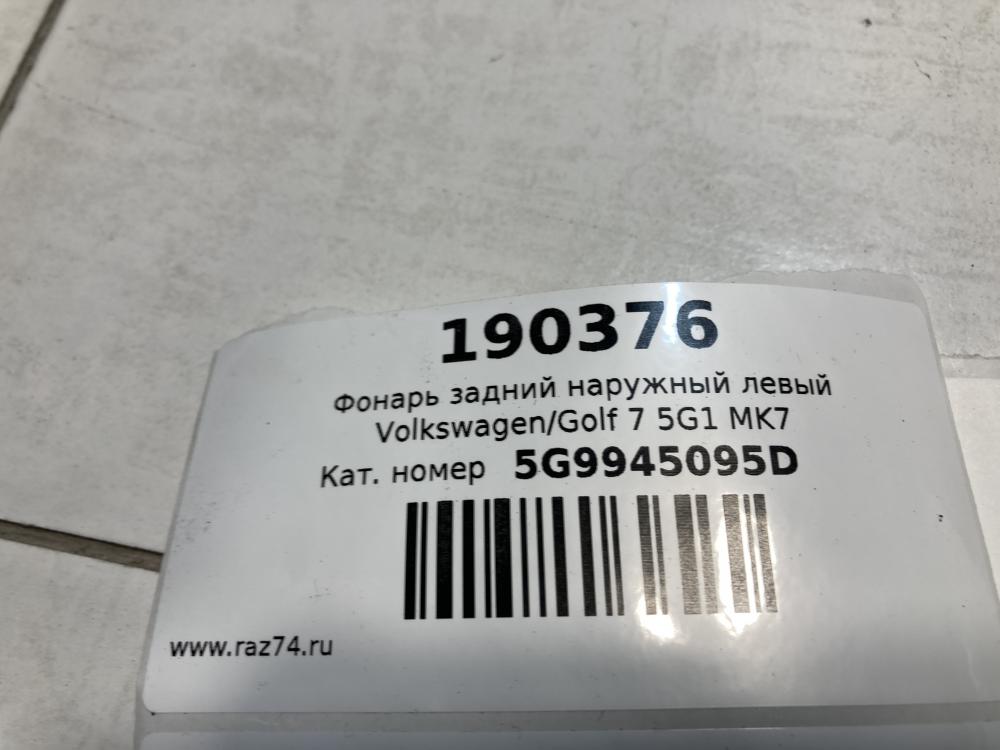 190376
Фонарь задний наружный левый
Volkswagen/Golf 7 5G1 MK7
Кат. номер 5G9945095D
www.raz74.ru